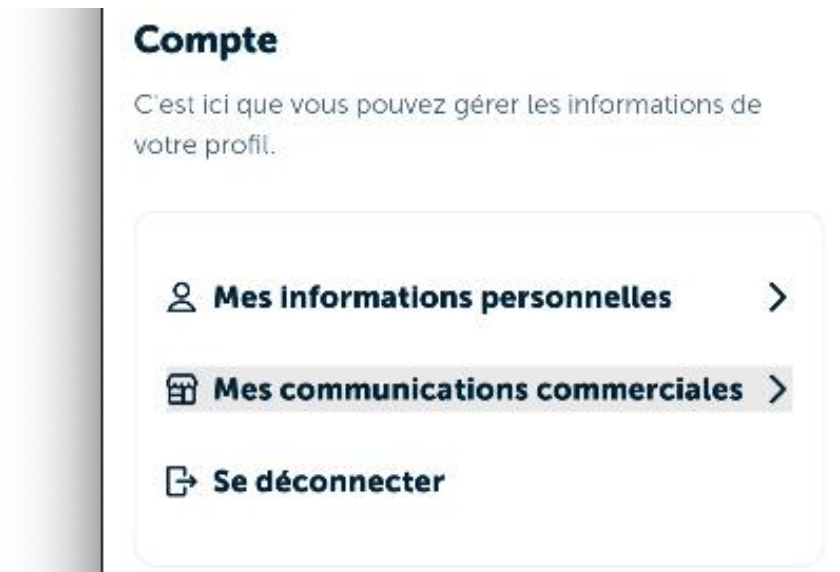 Compte
C'est ici que vous pouvez gérer les informations de
votre profil.
Mes informations personnelles
Mes communications commerciales
Se déconnecter